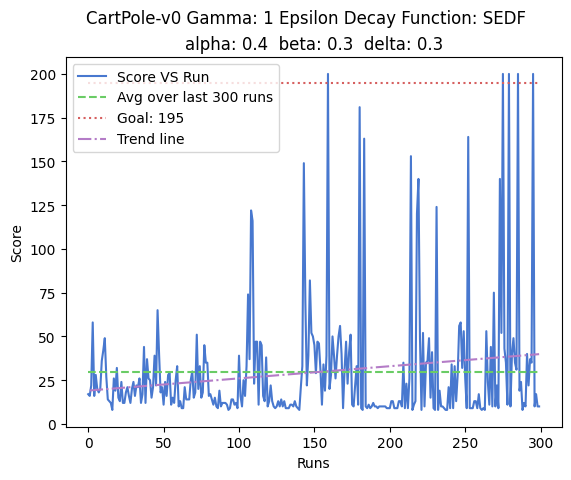 CartPole-v0 Gamma: 1 Epsilon Decay Function: SEDF
alpha: 0.4  beta: 0.3  delta: 0.3
Score VS Run
Avg over last 300 runs
Goal: 195
Trend line
Score
200
175
150
125
100
75
50
25
0
0 50 100 150 200 250 300
Runs